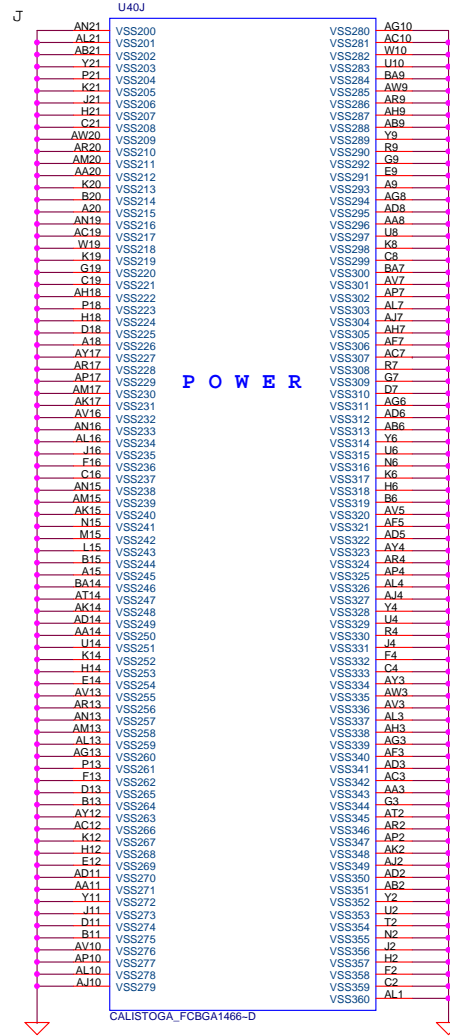 J
U40J
AN21 VSS200 VSS280 AG10
AL21 VSS201 VSS281 AC10
AB21 VSS202 VSS282 W10
Y21 VSS203 VSS283 U10
P21 VSS204 VSS284 BA9
K21 VSS205 VSS285 AW9
J21 VSS206 VSS286 AR9
H21 VSS207 VSS287 AH9
C21 VSS208 VSS288 AB9
AW20 VSS209 VSS289 Y9
AR20 VSS210 VSS290 R9
AM20 VSS211 VSS292 G9
AA20 VSS212 VSS291 E9
K20 VSS213 VSS293 A9
B20 VSS214 VSS294 AG8
A20 VSS215 VSS295 AD8
AN19 VSS216 VSS296 AA8
AC19 VSS217 VSS297 U8
W19 VSS218 VSS298 K8
K19 VSS219 VSS299 C8
G19 VSS220 VSS300 BA7
C19 VSS221 VSS301 AV7
AH18 VSS222 VSS302 AP7
P18 VSS223 VSS303 AL7
H18 VSS224 VSS304 AJ7
D18 VSS225 VSS305 AH7
A18 VSS226 VSS306 AF7
AY17 VSS227 VSS307 AC7
AR17 VSS228 VSS308 R7
AP17 VSS229 VSS309 G7
POWER
AM17 VSS230 VSS310 D7
AK17 VSS231 VSS311 AG6
AV16 VSS232 VSS312 AD6
AN16 VSS233 VSS313 AB6
AL16 VSS234 VSS314 Y6
J16 VSS235 VSS315 U6
F16 VSS236 VSS316 N6
C16 VSS237 VSS317 K6
AN15 VSS238 VSS318 H6
AM15 VSS239 VSS319 B6
AK15 VSS240 VSS320 AV5
N15 VSS241 VSS321 AF5
M15 VSS242 VSS322 AD5
L15 VSS243 VSS323 AY4
B15 VSS244 VSS324 AR4
A15 VSS245 VSS325 AP4
BA14 VSS246 VSS326 AL4
AT14 VSS247 VSS327 AJ4
AK14 VSS248 VSS328 Y4
AD14 VSS249 VSS329 U4
AA14 VSS250 VSS330 R4
U14 VSS251 VSS331 J4
K14 VSS252 VSS332 F4
H14 VSS253 VSS333 C4
E14 VSS254 VSS334 AY3
AV13 VSS255 VSS335 AW3
AR13 VSS256 VSS336 AV3
AN13 VSS257 VSS337 AL3
AM13 VSS258 VSS338 AH3
AL13 VSS259 VSS339 AG3
AG13 VSS260 VSS340 AF3
P13 VSS261 VSS341 AD3
F13 VSS262 VSS342 AC3
D13 VSS265 VSS343 AA3
B13 VSS264 VSS344 G3
AY12 VSS263 VSS345 AT2
AC12 VSS266 VSS346 AR2
K12 VSS267 VSS347 AP2
H12 VSS268 VSS348 AK2
E12 VSS269 VSS349 AJ2
AD11 VSS270 VSS350 AD2
AA11 VSS271 VSS351 AB2
Y11 VSS272 VSS352 Y2
J11 VSS273 VSS353 U2
D11 VSS274 VSS354 T2
B11 VSS275 VSS355 N2
AV10 VSS276 VSS356 J2
AP10 VSS277 VSS357 H2
AL10 VSS278 VSS358 F2
AJ10 VSS279 VSS359 C2
VSS360 AL1
CALISTOGA_FCBGA1466~D